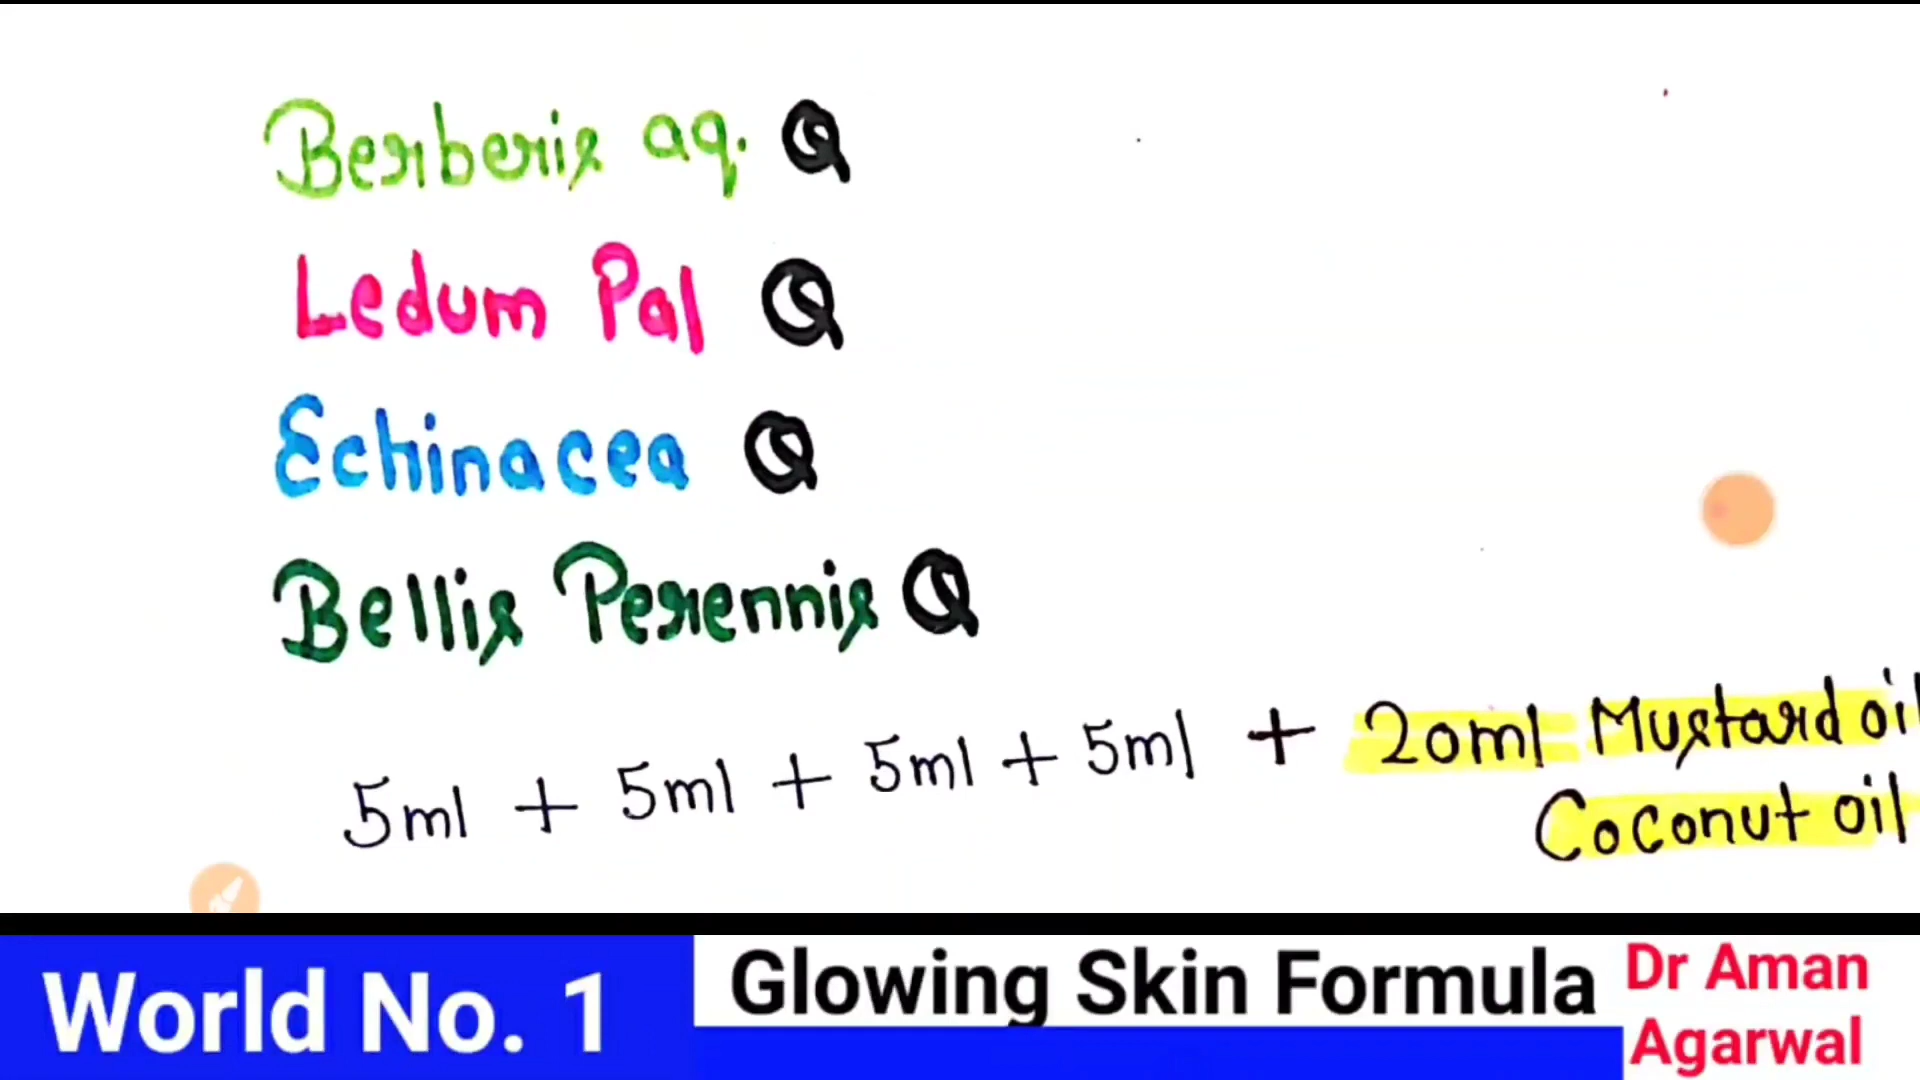 Berberis aq. Q
Ledum Pal Q
Echinacea Q
Bellis Perennis Q
5ml + 5ml + 5ml + 5ml + 20ml Mustard oil
Coconut oil
World No. 1
Glowing Skin Formula
Dr Aman
Agarwal